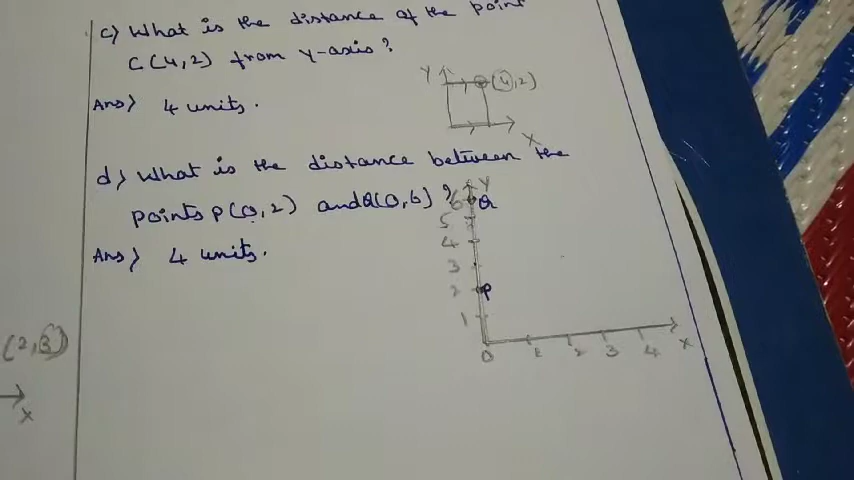 c) What is the distance of the point
C(4,2) from Y-axis?
Ans) 4 units.
Y
(4,2)
X
d) What is the distance between the
points P(0,2) and Q(0,6)?
Ans) 4 units.
Y
6 Q
5
4
3
2 P
1
0 1 2 3 4 X
(2,3)
X